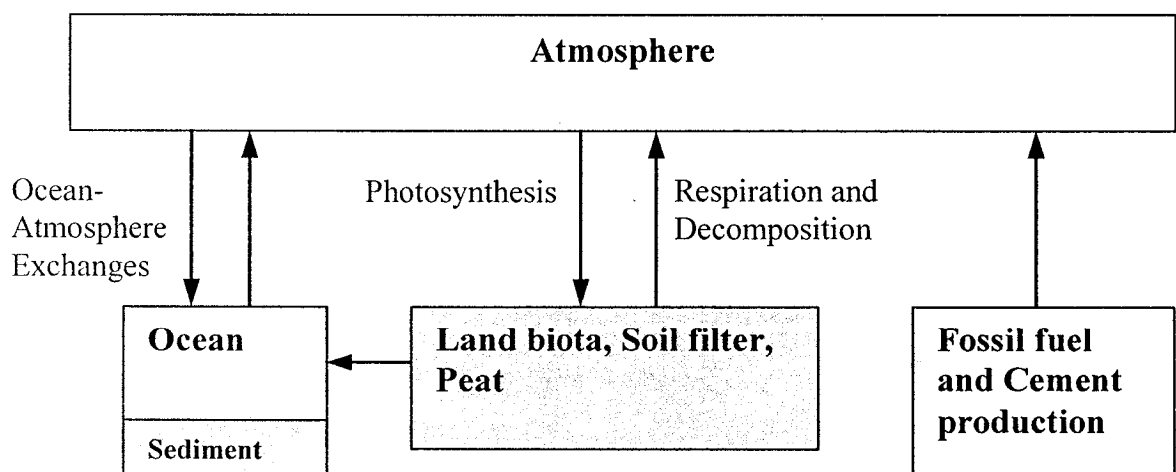 Atmosphere
Ocean-
Atmosphere
Exchanges
Photosynthesis
Respiration and
Decomposition
Ocean
Sediment
Land biota, Soil filter,
Peat
Fossil fuel
and Cement
production